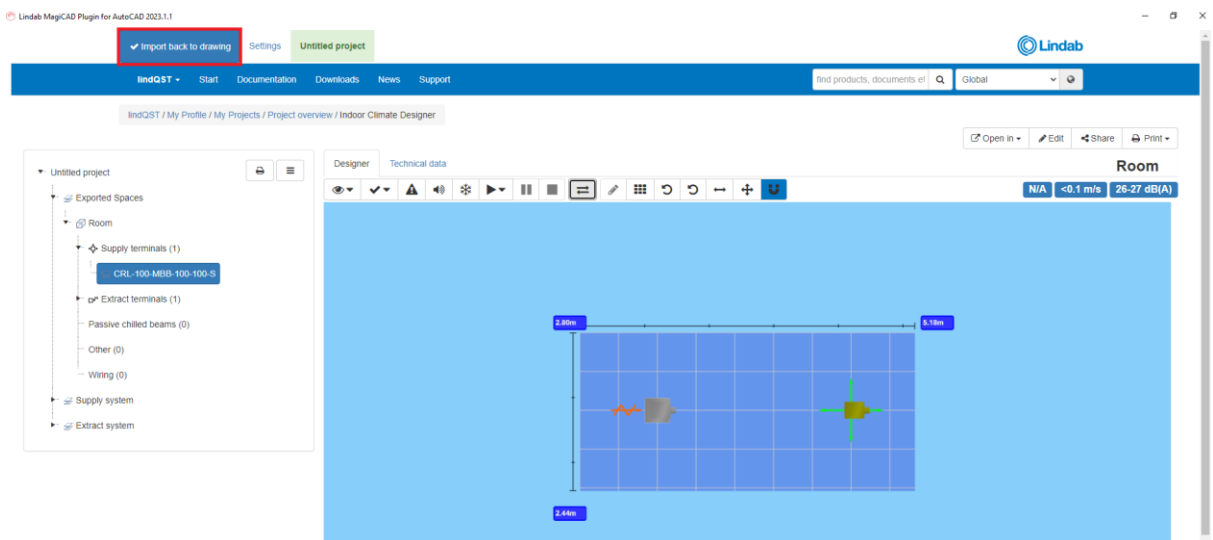 Lindab MagiCAD Plugin for AutoCAD 2023.1.1
Import back to drawing Settings Untitled project
Lindab
lindQST Start Documentation Downloads News Support find products, documents et Global
lindQST / My Profile / My Projects / Project overview / Indoor Climate Designer
Open in Edit Share Print
Designer Technical data
Room
N/A <0.1 m/s 26-27 dB(A)
Untitled project
Exported Spaces
Room
Supply terminals (1)
CRL-100-MBB-100-100-S
Extract terminals (1)
Passive chilled beams (0)
Other (0)
Wiring (0)
Supply system
Extract system
2.80m
5.18m
2.44m